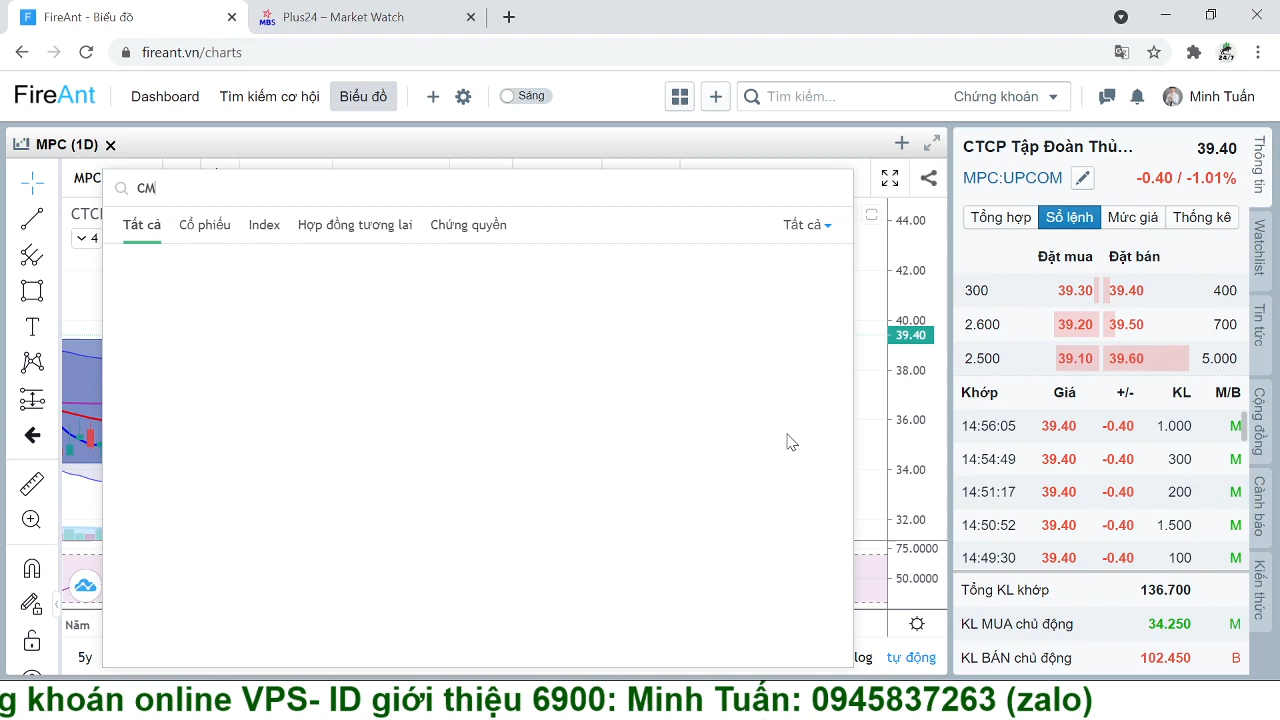 FireAnt - Biểu đồ
MBS Plus24 – Market Watch
fireant.vn/charts
24/7
FireAnt Dashboard Tìm kiếm cơ hội Biểu đồ Sáng Tìm kiếm... Chứng khoán Minh Tuấn
MPC (1D)
MPC
CM
Tất cả Cổ phiếu Index Hợp đồng tương lai Chứng quyền Tất cả
4
44.00
42.00
40.00
39.40
38.00
36.00
34.00
32.00
75.0000
50.0000
Năm
5y log tự động
CTCP Tập Đoàn Thủ... 39.40
MPC:UPCOM -0.40 / -1.01%
Tổng hợp Sổ lệnh Mức giá Thống kê
Đặt mua Đặt bán
300 39.30 39.40 400
2.600 39.20 39.50 700
2.500 39.10 39.60 5.000
Khớp Giá +/- KL M/B
14:56:05 39.40 -0.40 1.000 M
14:54:49 39.40 -0.40 300 M
14:51:17 39.40 -0.40 200 M
14:50:52 39.40 -0.40 1.500 M
14:49:30 39.40 -0.40 100 M
Tổng KL khớp 136.700
KL MUA chủ động 34.250 M
KL BÁN chủ động 102.450 B
Thông tin
Watchlist
Tin tức
Cộng đồng
Cảnh báo
Kiến thức
g khoán online VPS- ID giới thiệu 6900: Minh Tuấn: 0945837263 (zalo)